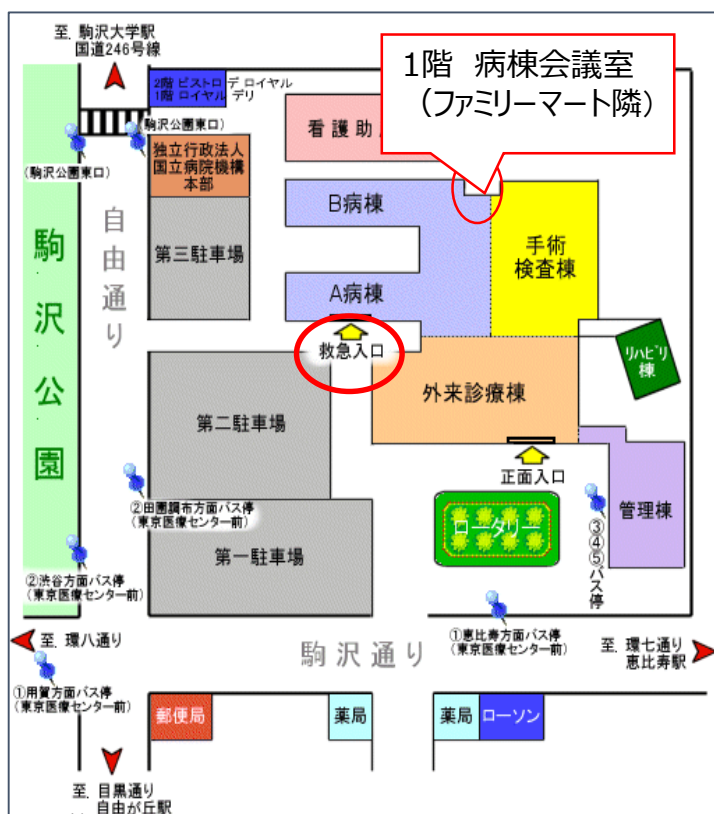 至. 駒沢大学駅
国道246号線
1階　病棟会議室
（ファミリーマート隣）
2階 ビストロ デ ロイヤル
1階 ロイヤル デリ
(駒沢公園東口)
(駒沢公園東口)
独立行政法人
国立病院機構
本部
看護助
B病棟
手術
検査棟
自由通り
駒沢公園
第三駐車場
A病棟
救急入口
リハビリ
棟
外来診療棟
第二駐車場
正面入口
②田園調布方面バス停
(東京医療センター前)
ロータリー
③④⑤バス停
管理棟
第一駐車場
②渋谷方面バス停
(東京医療センター前)
①恵比寿方面バス停
(東京医療センター前)
至. 環八通り
駒沢通り
至. 環七通り
恵比寿駅
①用賀方面バス停
(東京医療センター前)
郵便局
薬局
薬局
ローソン
至. 目黒通り
自由が丘駅